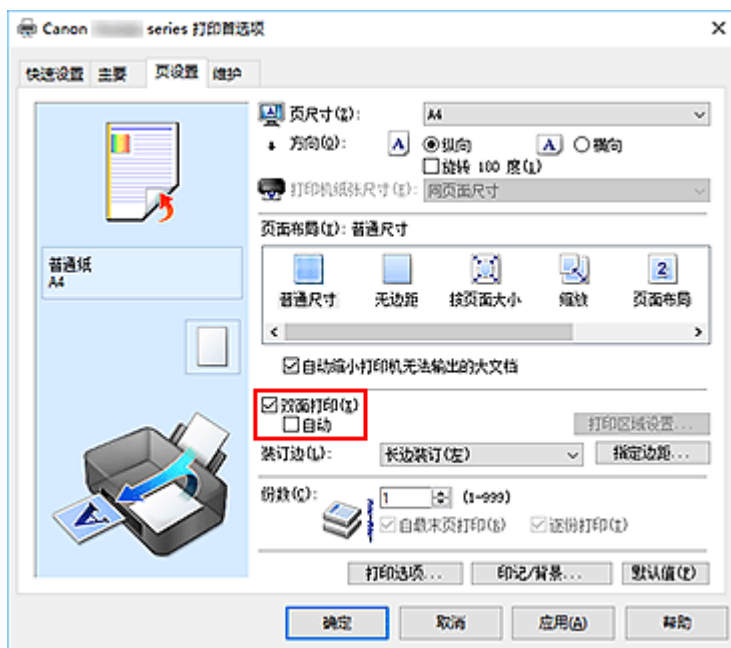 Canon series 打印首选项
快速设置 主要 页设置 维护
页尺寸(Z): A4
方向(O): A 纵向 A 横向
旋转 180 度(1)
打印机纸张尺寸(E): 同页面尺寸
页面布局(I): 普通尺寸
普通纸
A4
普通尺寸 无边距 按页面大小 缩放 页面布局
自动缩小打印机无法输出的大文档
双面打印(X)
自动
打印区域设置...
装订边(L): 长边装订(左) 指定边距...
份数(C): 1 (1-999)
自最末页打印(B) 逐份打印(T)
打印选项... 印记/背景... 默认值(F)
确定 取消 应用(A) 帮助